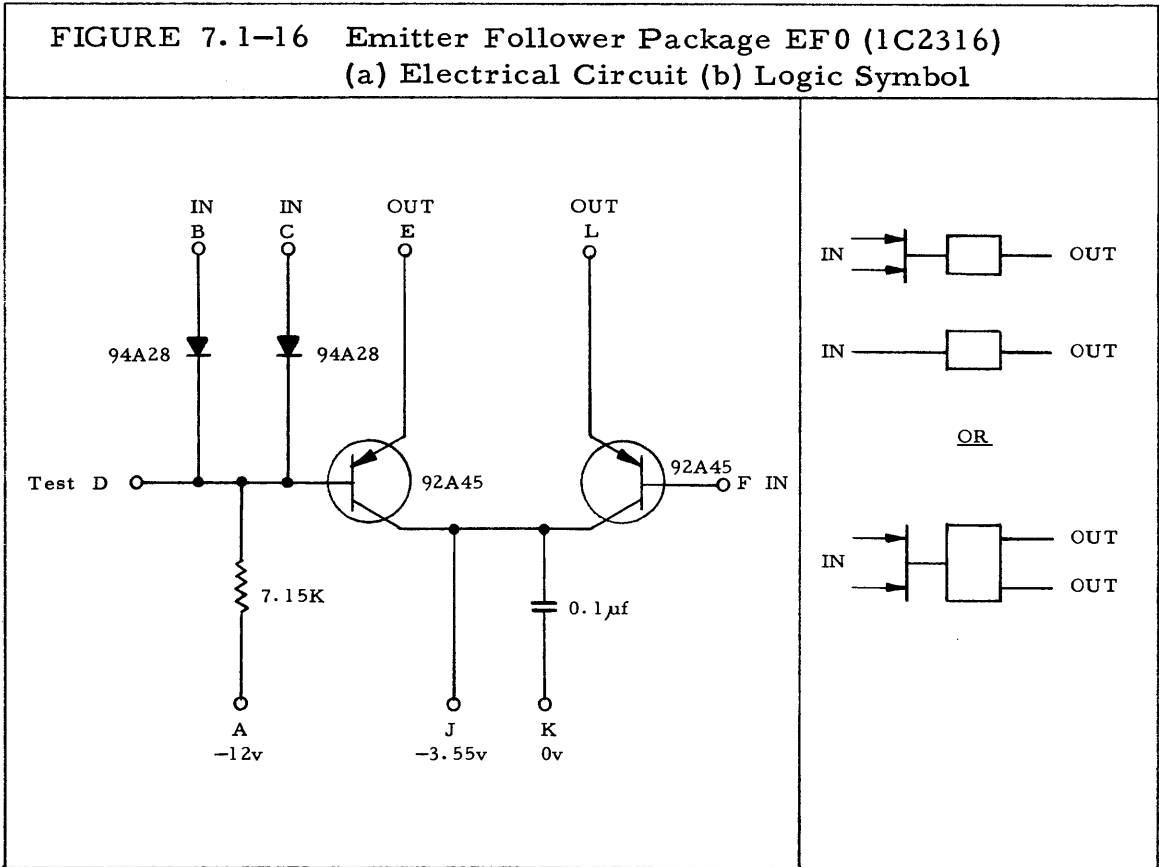 FIGURE 7.1–16 Emitter Follower Package EF0 (1C2316)
(a) Electrical Circuit (b) Logic Symbol
IN
B
IN
C
OUT
E
OUT
L
94A28
94A28
Test D
92A45
92A45
F IN
7.15K
0.1µf
A
−12v
J
−3.55v
K
0v
IN
OUT
IN
OUT
OR
IN
OUT
OUT